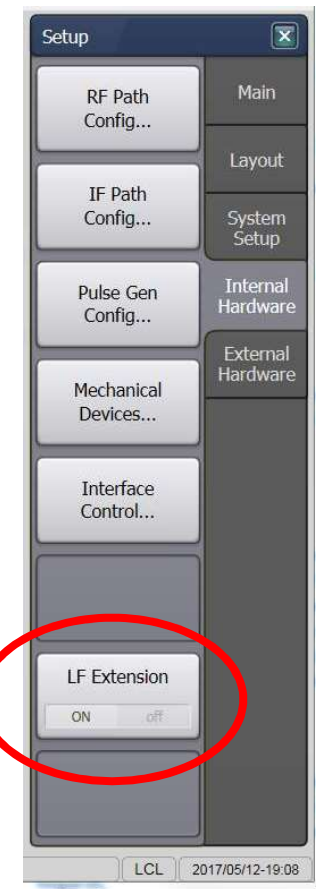 Setup
RF Path
Config...
IF Path
Config...
Pulse Gen
Config...
Mechanical
Devices...
Interface
Control...
LF Extension
ON off
Main
Layout
System
Setup
Internal
Hardware
External
Hardware
LCL 2017/05/12-19:08